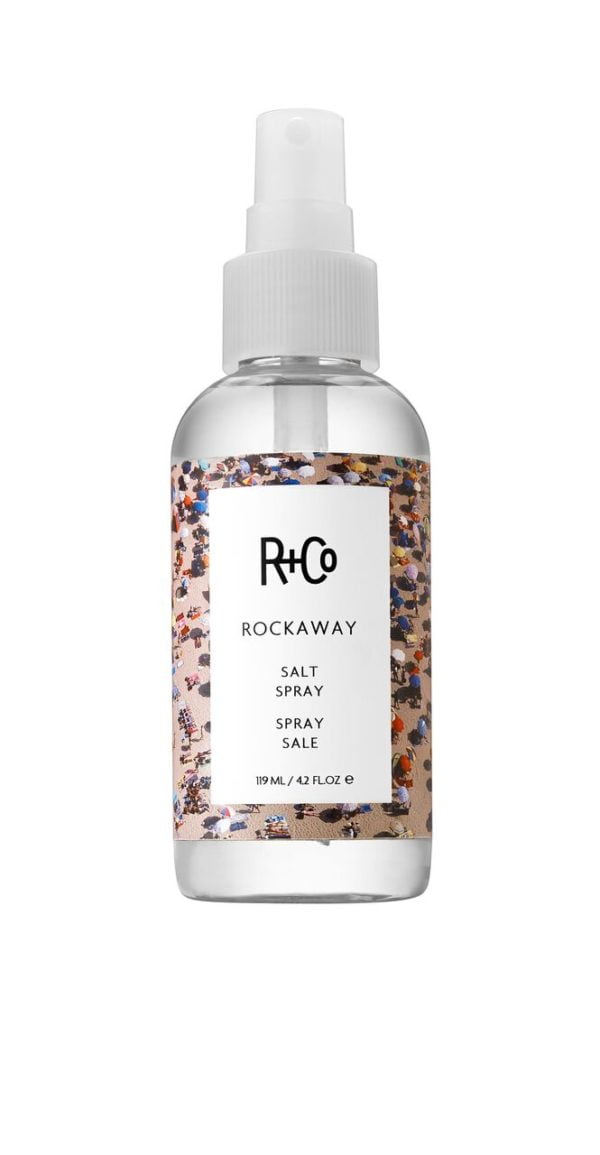 R+Co
ROCKAWAY
SALT
SPRAY
SPRAY
SALE
119 ML / 4.2 FL.OZ ℮